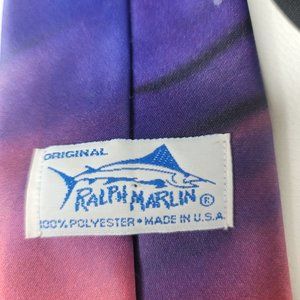 ORIGINAL
RALPH MARLIN ®
100% POLYESTER • MADE IN U.S.A.